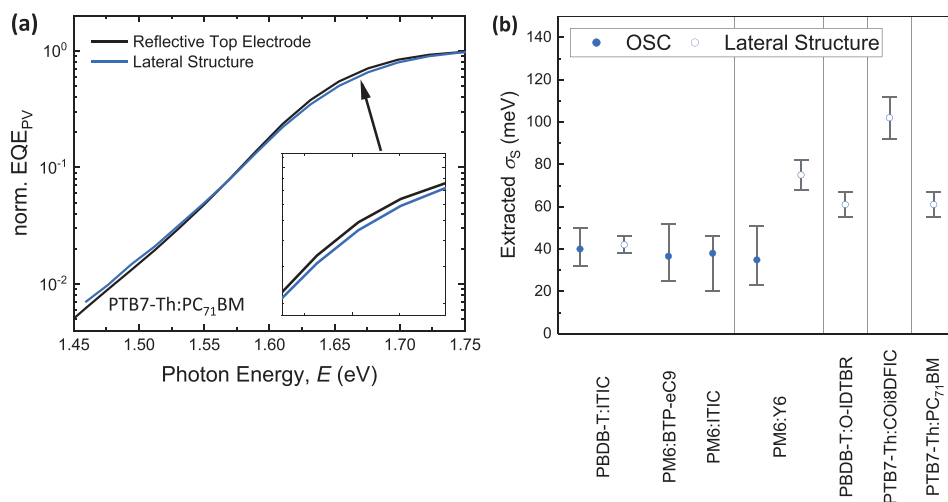 (a)
Reflective Top Electrode
Lateral Structure
norm. EQE_PV
10⁰
10⁻¹
10⁻²
PTB7-Th:PC₇₁BM
1.45 1.50 1.55 1.60 1.65 1.70 1.75
Photon Energy, E (eV)
(b)
OSC Lateral Structure
Extracted σ_S (meV)
140
120
100
80
60
40
20
0
PBDB-T:ITIC
PM6:BTP-eC9
PM6:ITIC
PM6:Y6
PBDB-T:O-IDTBR
PTB7-Th:COi8DFIC
PTB7-Th:PC₇₁BM